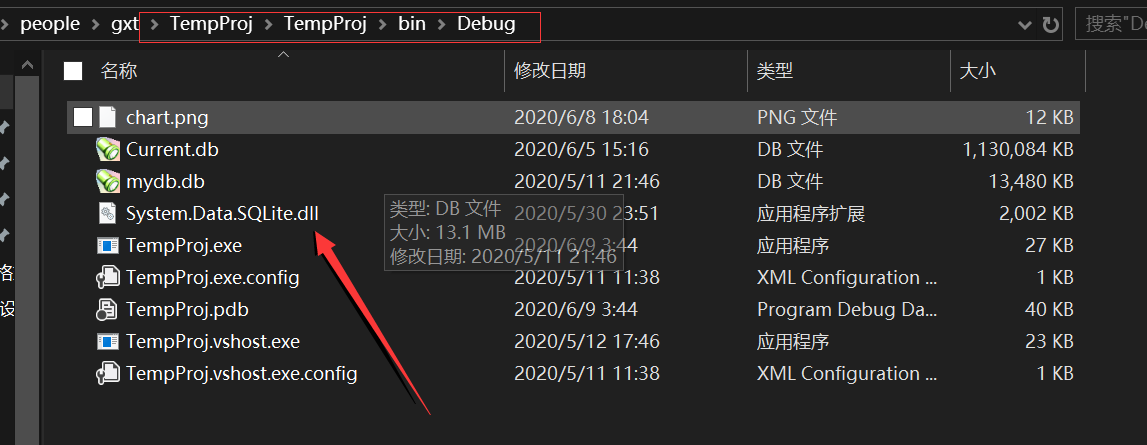 people gxt TempProj TempProj bin Debug 搜索"De
名称 修改日期 类型 大小
chart.png 2020/6/8 18:04 PNG 文件 12 KB
Current.db 2020/6/5 15:16 DB 文件 1,130,084 KB
mydb.db 2020/5/11 21:46 DB 文件 13,480 KB
System.Data.SQLite.dll 2020/5/30 23:51 应用程序扩展 2,002 KB
类型: DB 文件
大小: 13.1 MB
修改日期: 2020/5/11 21:46
TempProj.exe 2020/6/9 3:44 应用程序 27 KB
各 TempProj.exe.config 2020/5/11 11:38 XML Configuration ... 1 KB
设 TempProj.pdb 2020/6/9 3:44 Program Debug Da... 40 KB
TempProj.vshost.exe 2020/5/12 17:46 应用程序 23 KB
TempProj.vshost.exe.config 2020/5/11 11:38 XML Configuration ... 1 KB